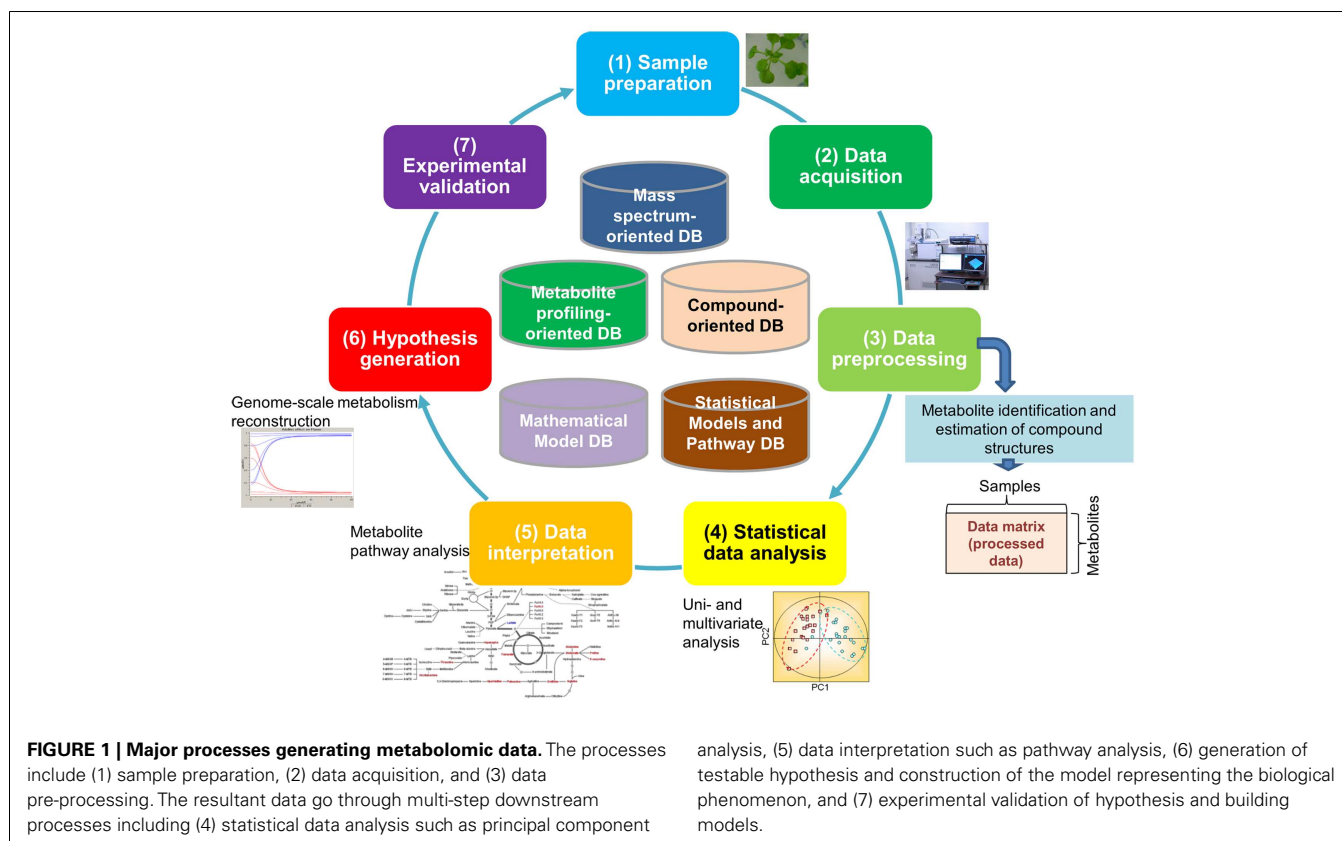 (1) Sample
preparation
(2) Data
acquisition
(7)
Experimental
validation
Mass
spectrum-
oriented DB
Metabolite
profiling-
oriented DB
Compound-
oriented DB
(6) Hypothesis
generation
(3) Data
preprocessing
Mathematical
Model DB
Statistical
Models and
Pathway DB
Genome-scale metabolism
reconstruction
Metabolite identification and
estimation of compound
structures
Samples
Data matrix
(processed
data)
Metabolites
Metabolite
pathway analysis
(5) Data
interpretation
(4) Statistical
data analysis
Uni- and
multivariate
analysis
PC2
PC1
FIGURE 1 | Major processes generating metabolomic data. The processes
include (1) sample preparation, (2) data acquisition, and (3) data
pre-processing. The resultant data go through multi-step downstream
processes including (4) statistical data analysis such as principal component
analysis, (5) data interpretation such as pathway analysis, (6) generation of
testable hypothesis and construction of the model representing the biological
phenomenon, and (7) experimental validation of hypothesis and building
models.